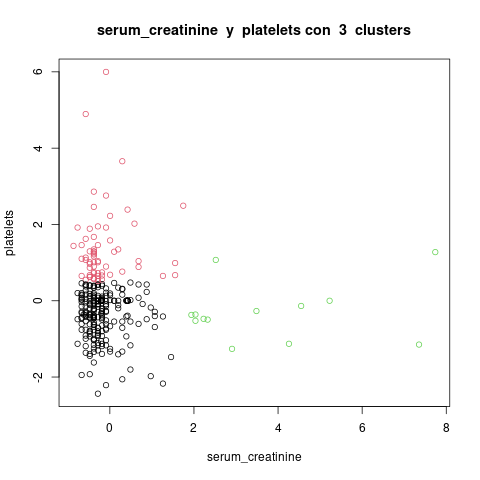 serum_creatinine y platelets con 3 clusters
platelets
6
4
2
0
-2
0 2 4 6 8
serum_creatinine